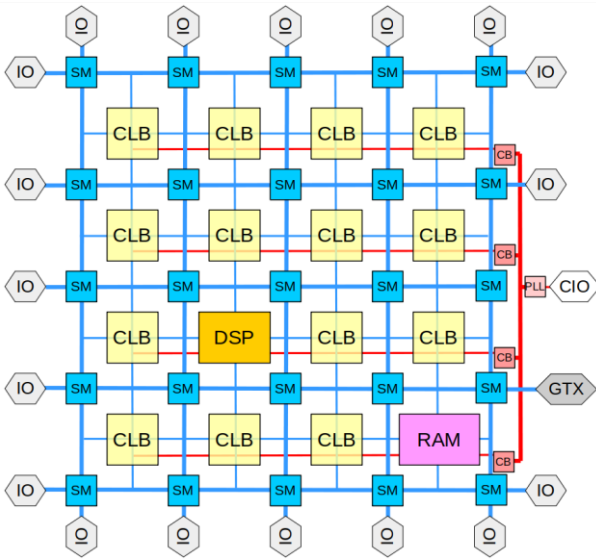 IO IO IO IO IO
IO SM SM SM SM SM IO
CLB CLB CLB CLB
CB
IO SM SM SM SM SM IO
CLB CLB CLB CLB
CB
IO SM SM SM SM SM PLL CIO
CLB DSP CLB CLB
CB
IO SM SM SM SM SM GTX
CLB CLB CLB RAM
CB
IO SM SM SM SM SM IO
IO IO IO IO IO